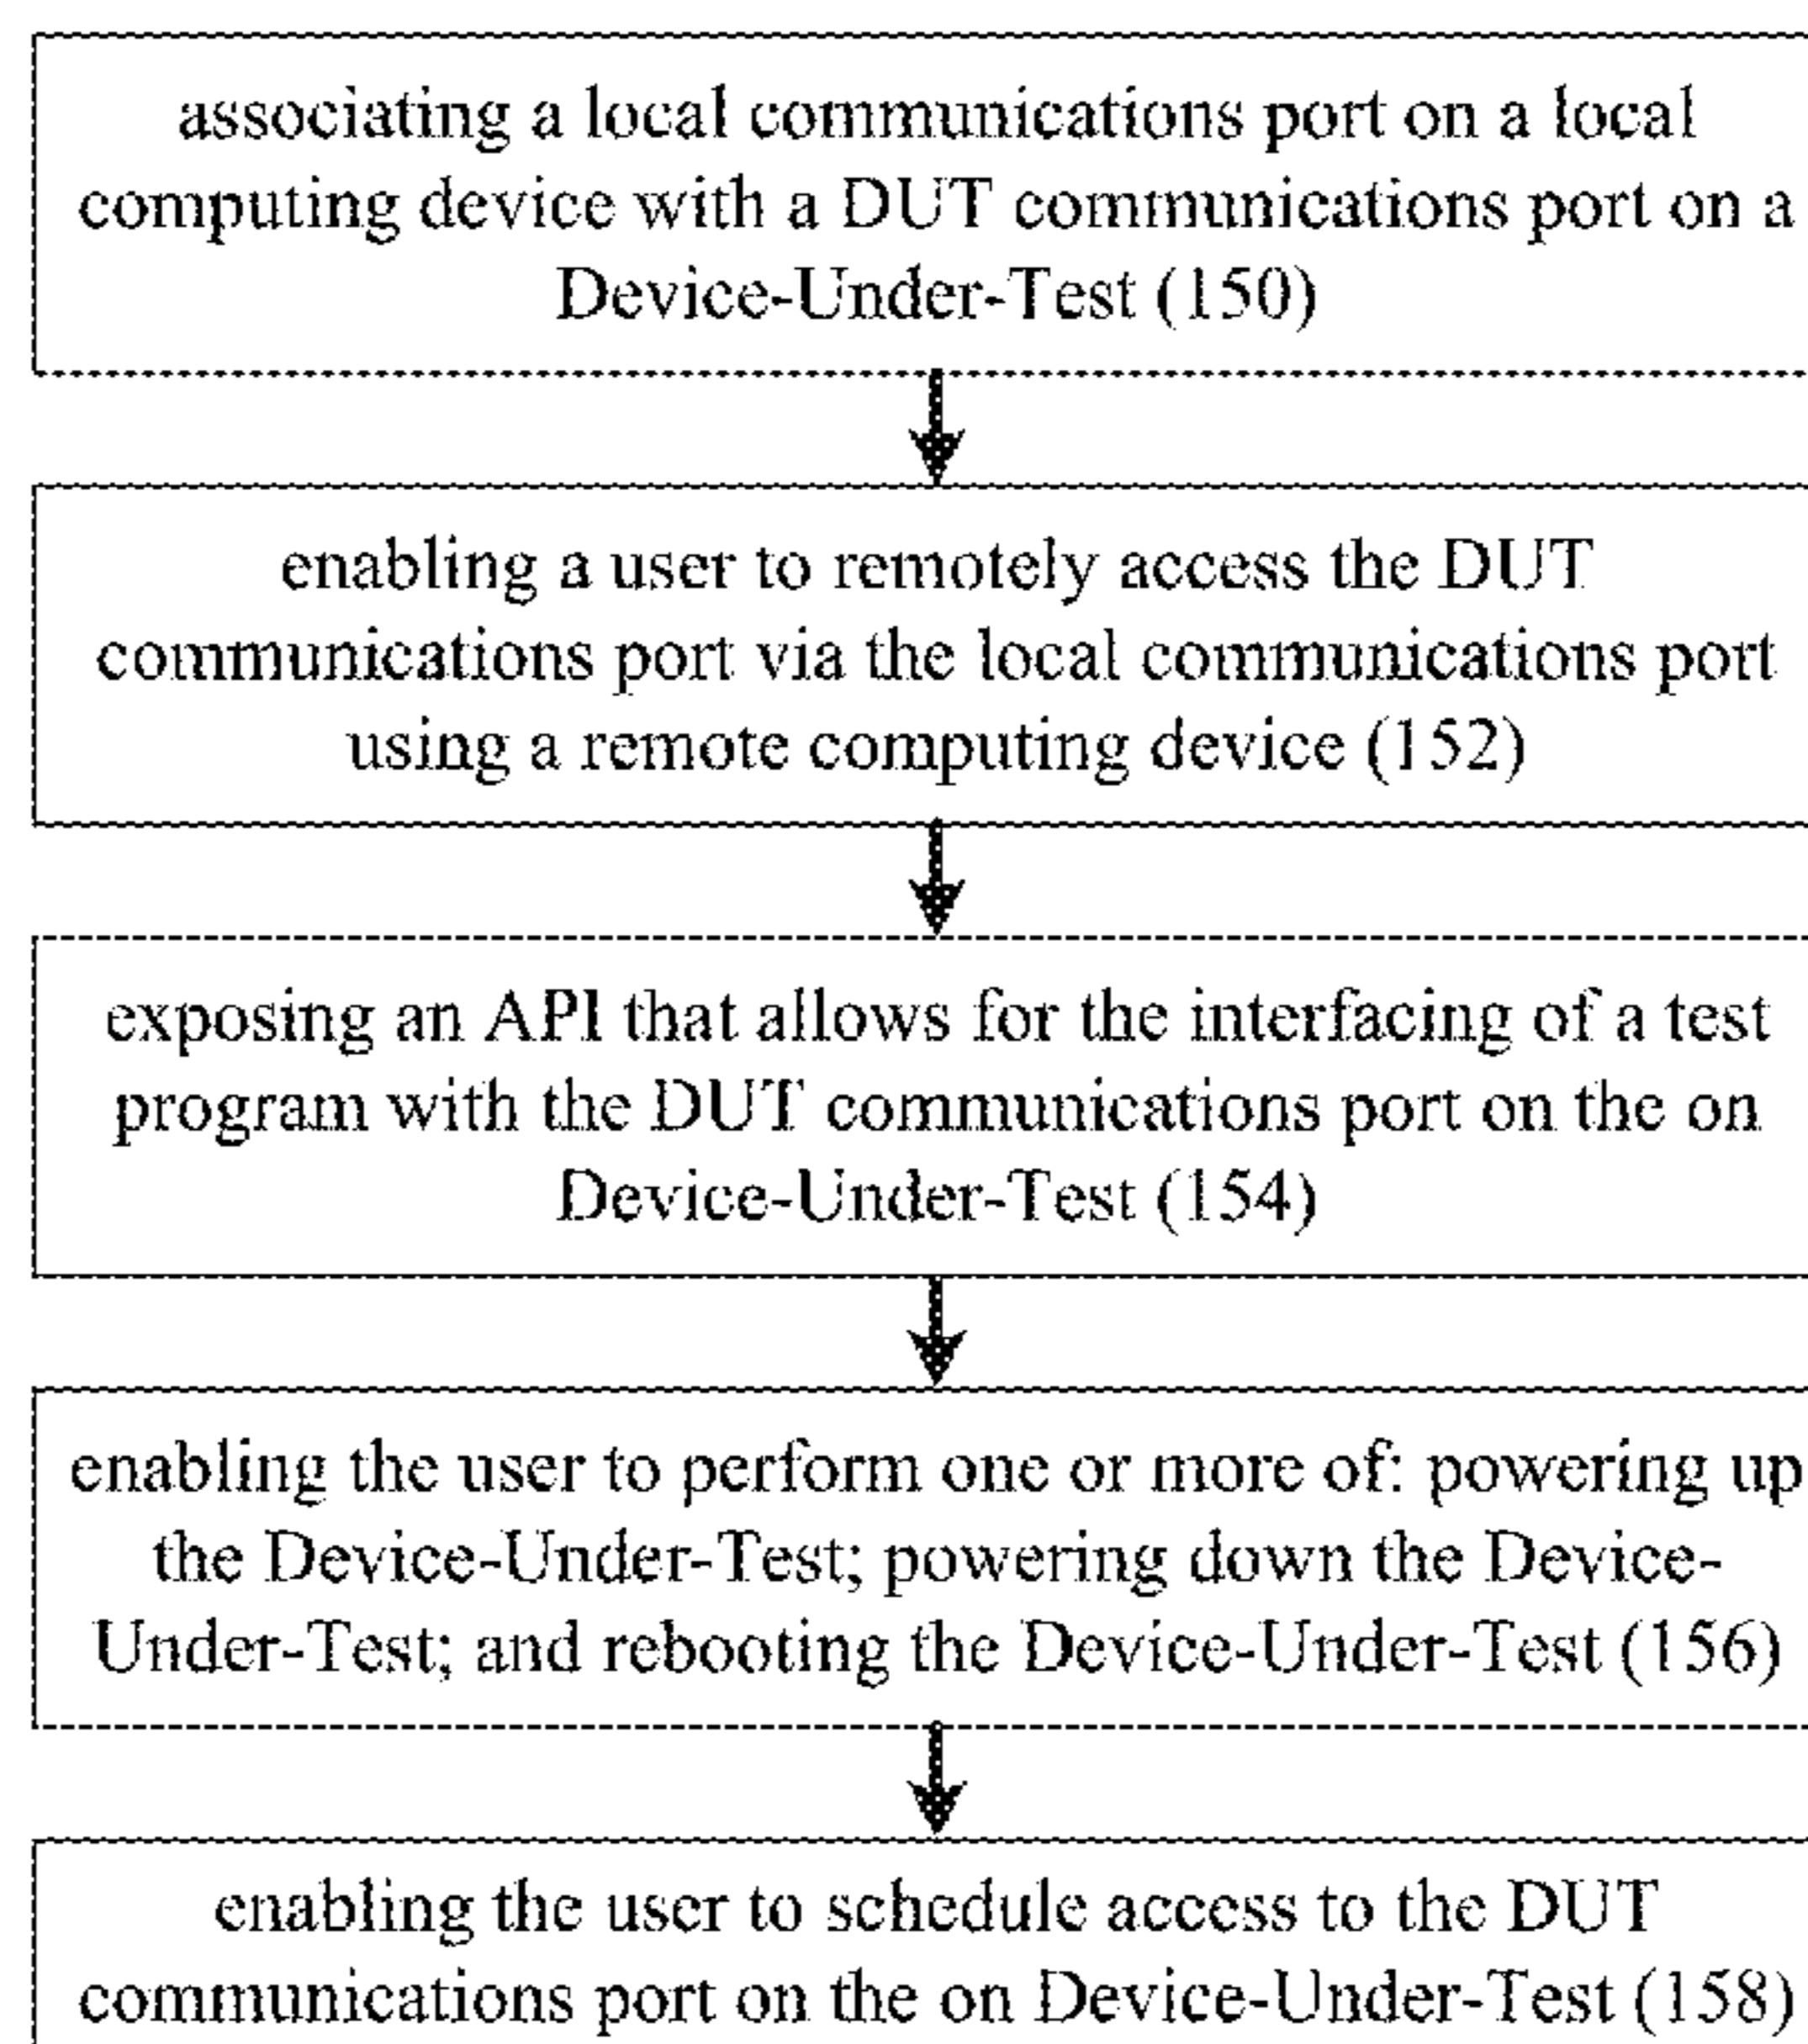 associating a local communications port on a local
computing device with a DUT communications port on a
Device-Under-Test (150)
enabling a user to remotely access the DUT
communications port via the local communications port
using a remote computing device (152)
exposing an API that allows for the interfacing of a test
program with the DUT communications port on the on
Device-Under-Test (154)
enabling the user to perform one or more of: powering up
the Device-Under-Test; powering down the Device-
Under-Test; and rebooting the Device-Under-Test (156)
enabling the user to schedule access to the DUT
communications port on the on Device-Under-Test (158)